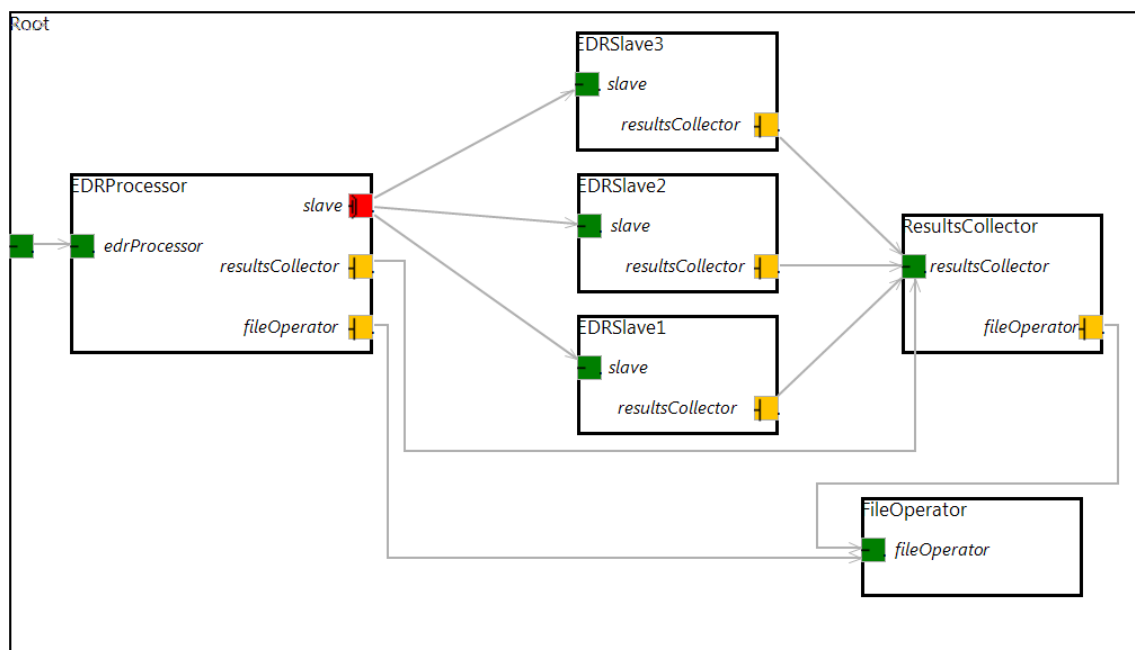 Root
EDRSlave3
slave
resultsCollector
EDRProcessor
slave
edrProcessor
resultsCollector
fileOperator
EDRSlave2
slave
resultsCollector
EDRSlave1
slave
resultsCollector
ResultsCollector
resultsCollector
fileOperator
FileOperator
fileOperator